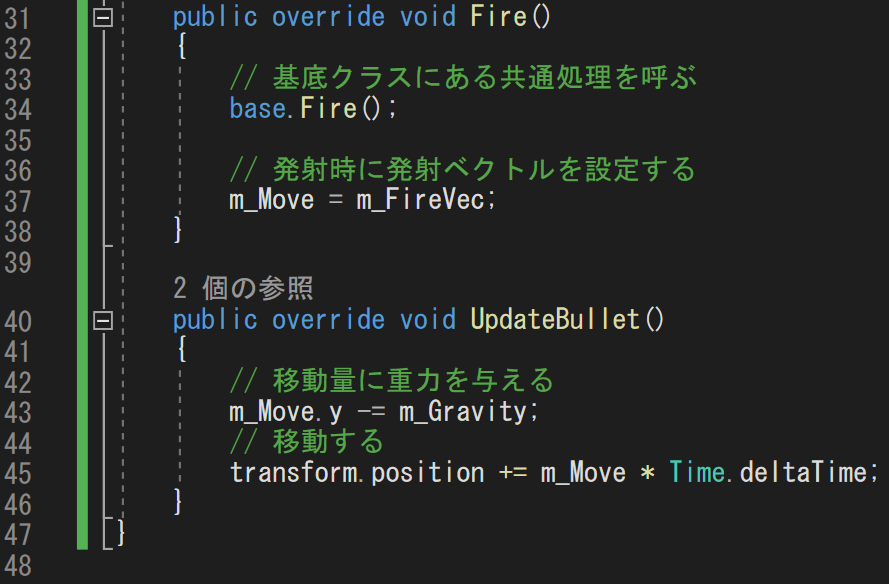 31 public override void Fire()
32 {
33 // 基底クラスにある共通処理を呼ぶ
34 base.Fire();
35
36 // 発射時に発射ベクトルを設定する
37 m_Move = m_FireVec;
38 }
39
2 個の参照
40 public override void UpdateBullet()
41 {
42 // 移動量に重力を与える
43 m_Move.y -= m_Gravity;
44 // 移動する
45 transform.position += m_Move * Time.deltaTime;
46 }
47 }
48